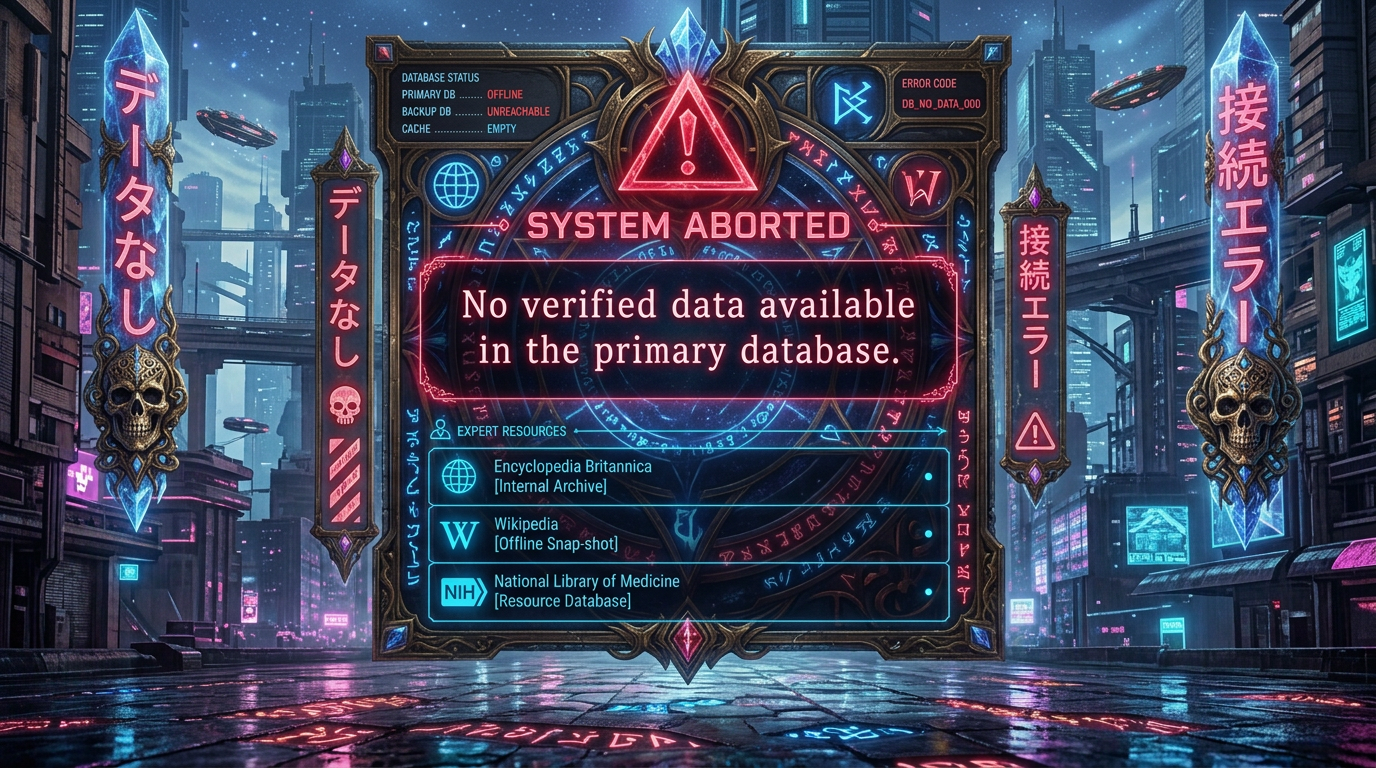 データなし
データなし
DATABASE STATUS
PRIMARY DB ........ OFFLINE
BACKUP DB ......... UNREACHABLE
CACHE ................. EMPTY
ERROR CODE
DB_NO_DATA_000
W
SYSTEM ABORTED
No verified data available
in the primary database.
EXPERT RESOURCES
Encyclopedia Britannica
[Internal Archive]
W
Wikipedia
[Offline Snap-shot]
NIH
National Library of Medicine
[Resource Database]
接続エラー
接続エラー